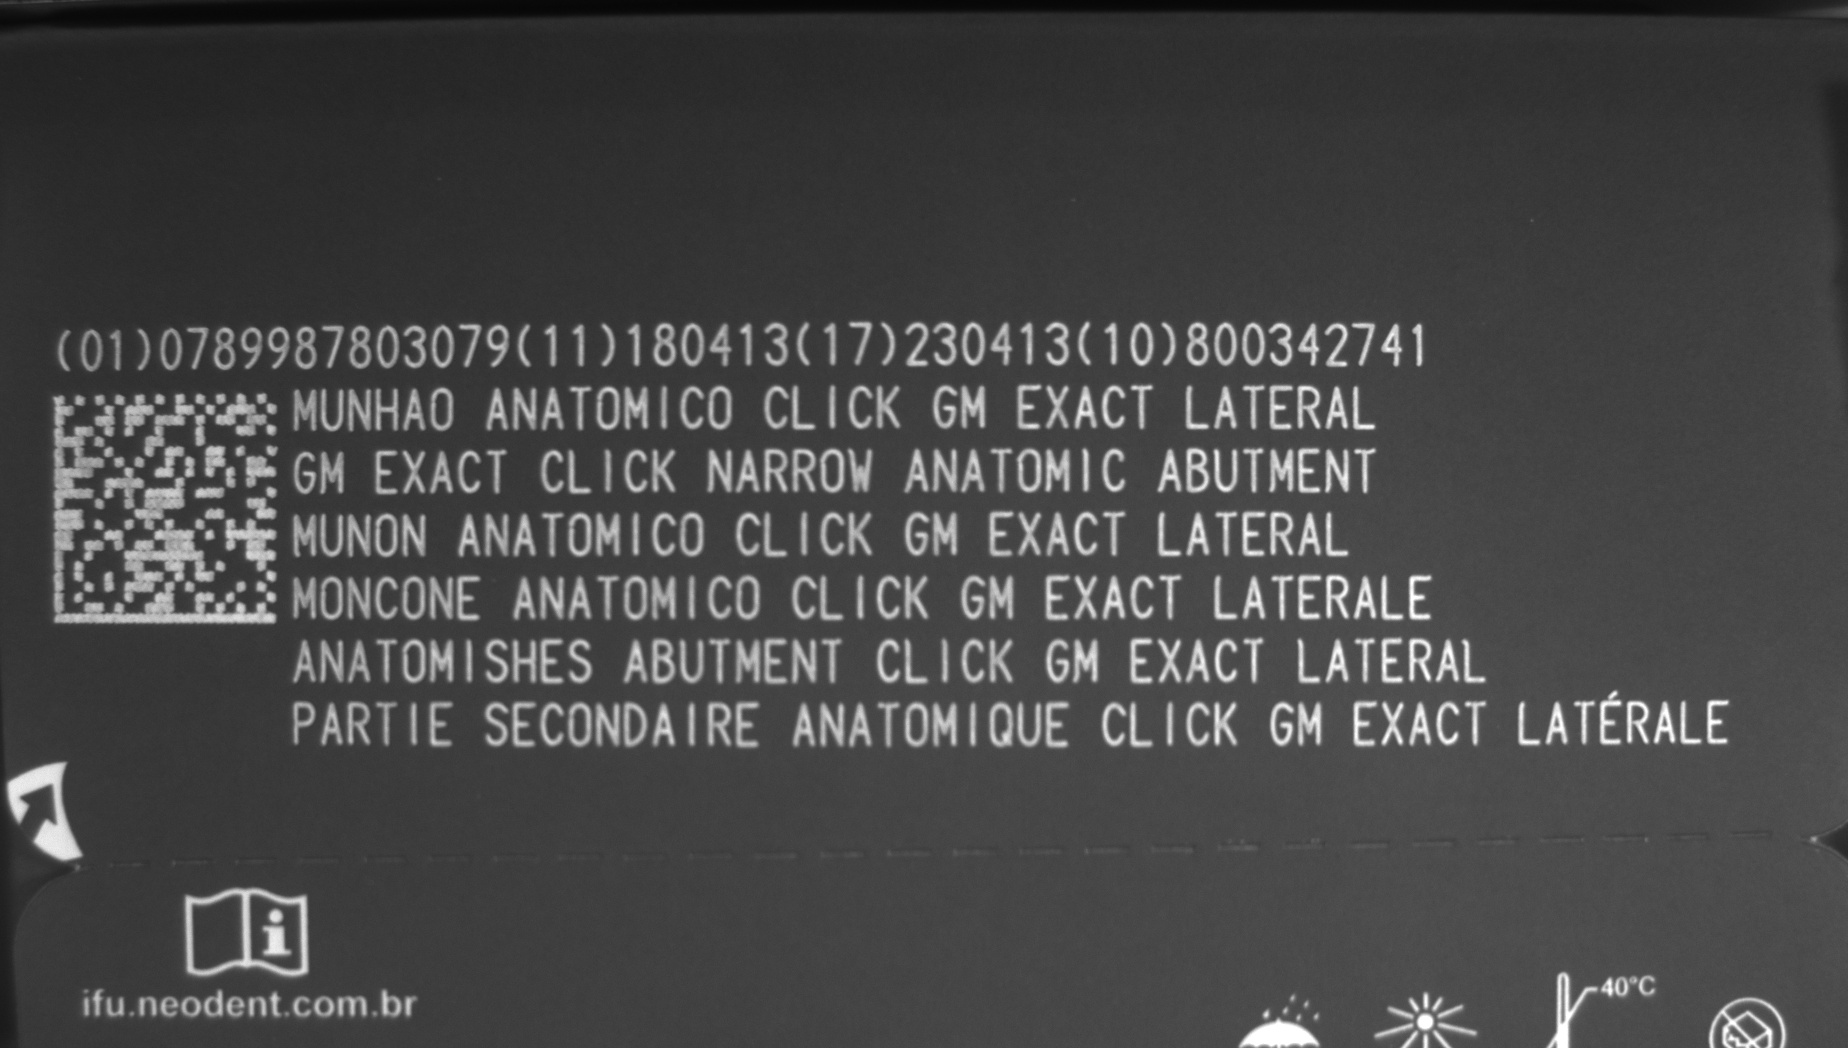 (01)0789987803079(11)180413(17)230413(10)800342741
MUNHAO ANATOMICO CLICK GM EXACT LATERAL
GM EXACT CLICK NARROW ANATOMIC ABUTMENT
MUNON ANATOMICO CLICK GM EXACT LATERAL
MONCONE ANATOMICO CLICK GM EXACT LATERALE
ANATOMISHES ABUTMENT CLICK GM EXACT LATERAL
PARTIE SECONDAIRE ANATOMIQUE CLICK GM EXACT LATÉRALE
ifu.neodent.com.br
40°C